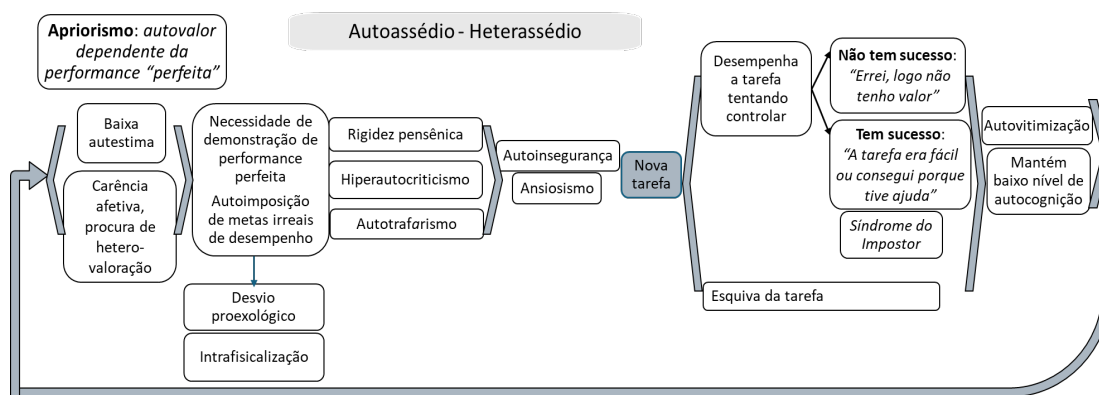 Autoassédio - Heterassédio
Apriorismo: autovalor
dependente da
performance “perfeita”
Baixa
autestima
Carência
afetiva,
procura de
hetero-
valoração
Necessidade de
demonstração de
performance
perfeita
Autoimposição
de metas irreais
de desempenho
Desvio
proexológico
Intrafisicalização
Rigidez pensênica
Hiperautocriticismo
Autotrafarismo
Autoinsegurança
Ansiosismo
Nova
tarefa
Desempenha
a tarefa
tentando
controlar
Não tem sucesso:
“Errei, logo não
tenho valor”
Tem sucesso:
“A tarefa era fácil
ou consegui porque
tive ajuda”
Síndrome do
Impostor
Esquiva da tarefa
Autovitimização
Mantém
baixo nível de
autocognição